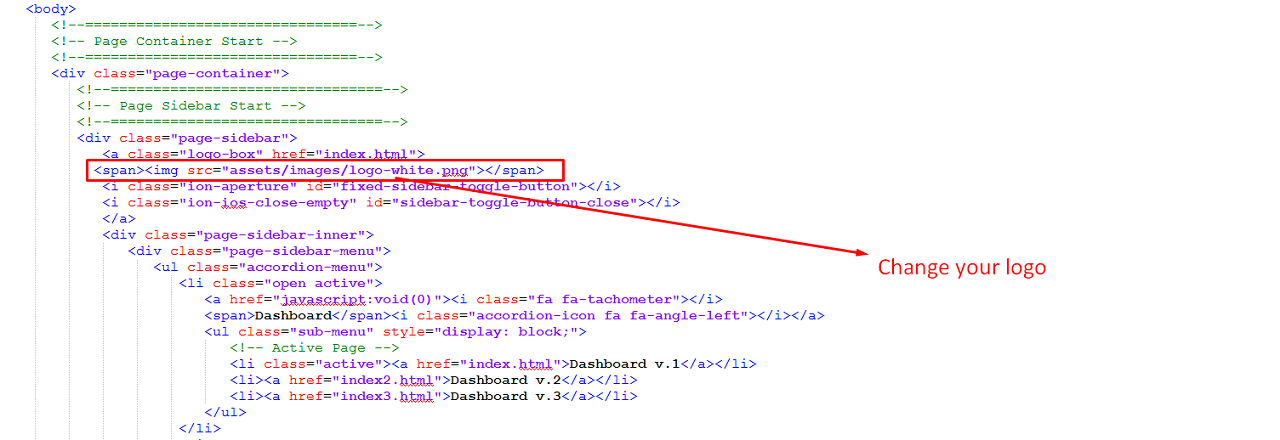 <body>
<!--================================-->
<!-- Page Container Start -->
<!--================================-->
<div class="page-container">
<!--================================-->
<!-- Page Sidebar Start -->
<!--================================-->
<div class="page-sidebar">
<a class="logo-box" href="index.html">
<span><img src="assets/images/logo-white.png"></span>
<i class="ion-aperture" id="fixed-sidebar-toggle-button"></i>
<i class="ion-ios-close-empty" id="sidebar-toggle-button-close"></i>
</a>
<div class="page-sidebar-inner">
<div class="page-sidebar-menu">
Change your logo
<ul class="accordion-menu">
<li class="open active">
<a href="javascript:void(0)"><i class="fa fa-tachometer"></i>
<span>Dashboard</span><i class="accordion-icon fa fa-angle-left"></i></a>
<ul class="sub-menu" style="display: block;">
<!-- Active Page -->
<li class="active"><a href="index.html">Dashboard v.1</a></li>
<li><a href="index2.html">Dashboard v.2</a></li>
<li><a href="index3.html">Dashboard v.3</a></li>
</ul>
</li>